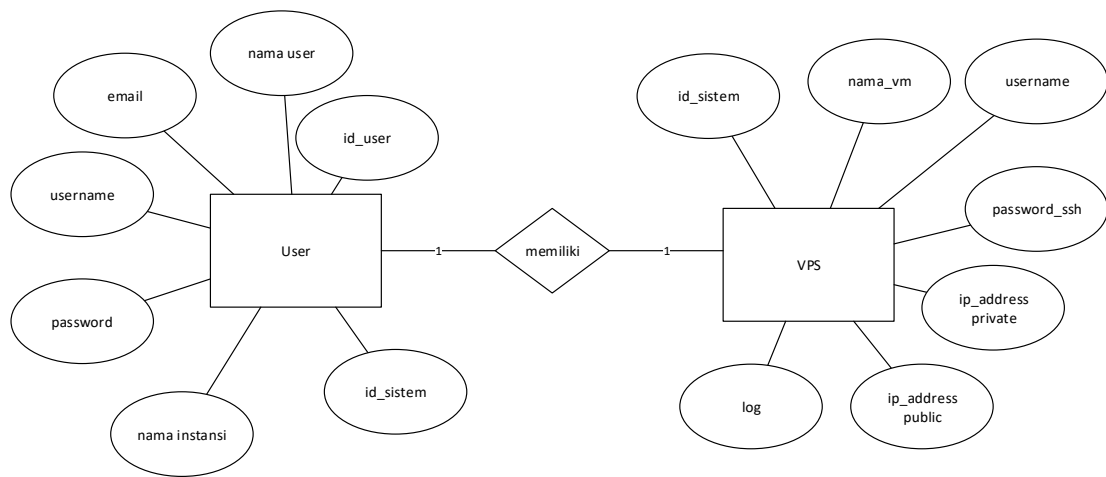 nama user
email
id_user
username
password
nama instansi
id_sistem
User
1
memiliki
1
VPS
id_sistem
nama_vm
username
password_ssh
ip_address
private
ip_address
public
log